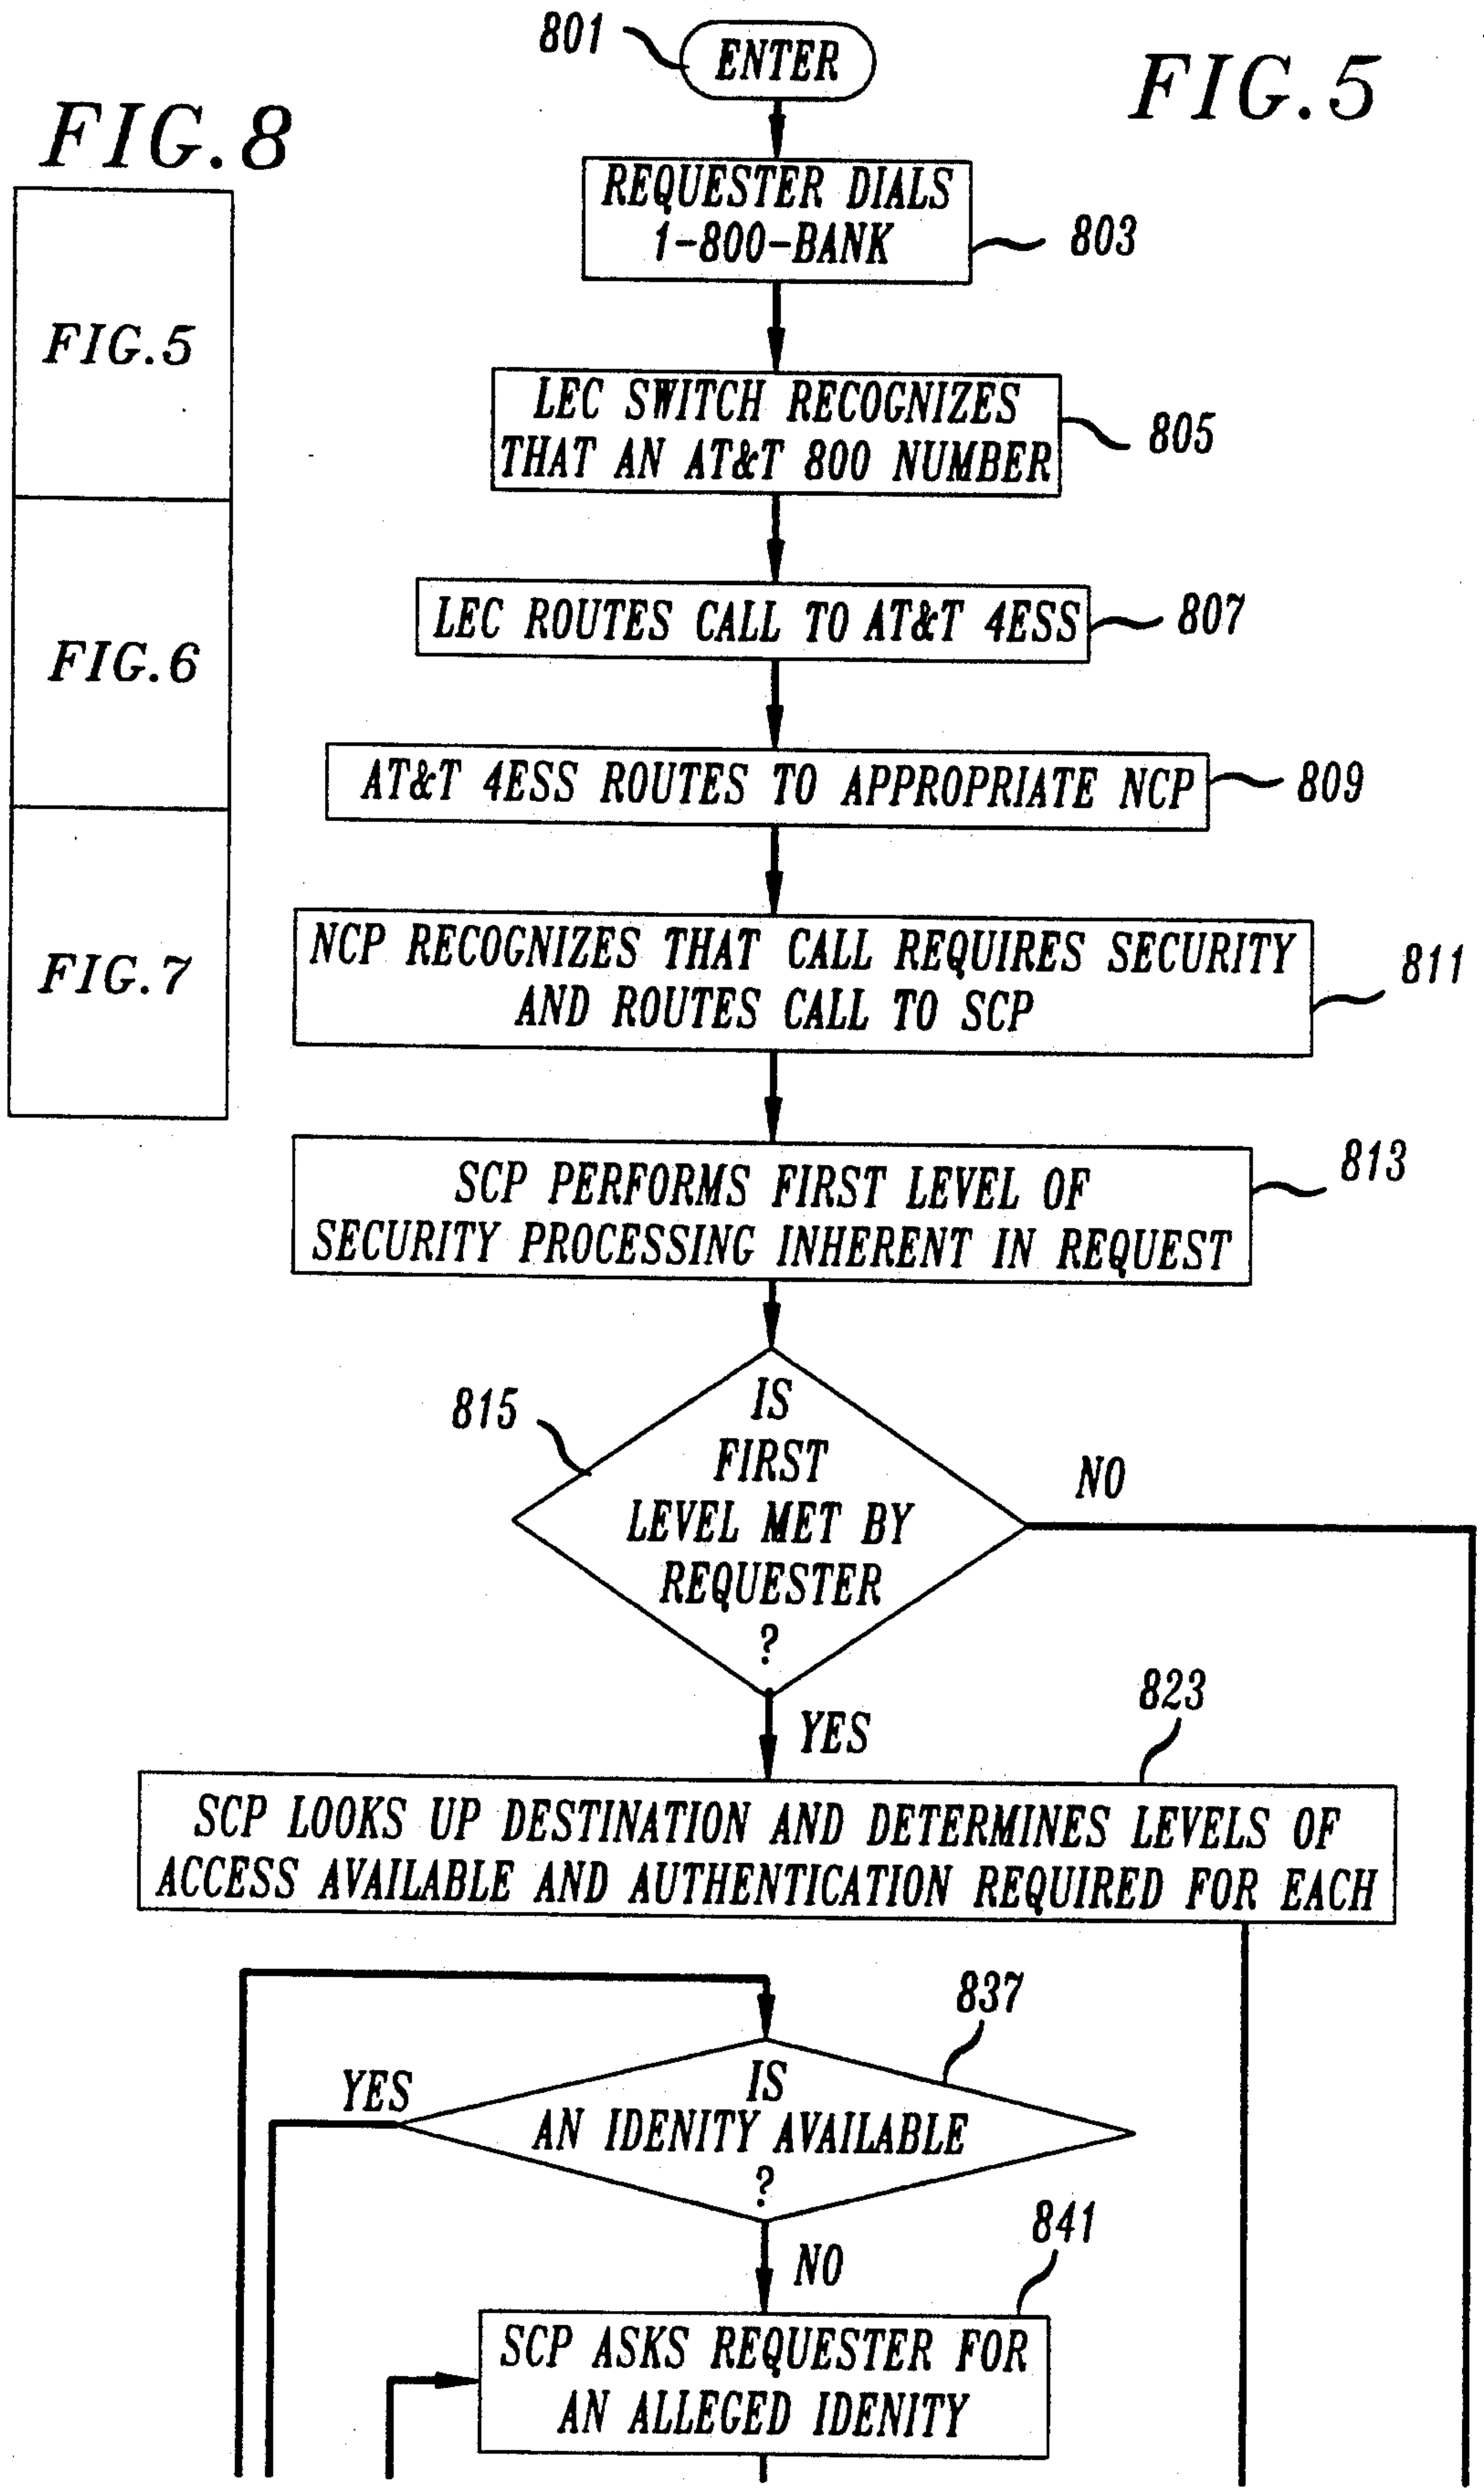 801
ENTER
FIG.5
FIG.8
FIG.5
FIG.6
FIG.7
REQUESTER DIALS
1-800-BANK
803
LEC SWITCH RECOGNIZES
THAT AN AT&T 800 NUMBER
805
LEC ROUTES CALL TO AT&T 4ESS
807
AT&T 4ESS ROUTES TO APPROPRIATE NCP
809
NCP RECOGNIZES THAT CALL REQUIRES SECURITY
AND ROUTES CALL TO SCP
811
SCP PERFORMS FIRST LEVEL OF
SECURITY PROCESSING INHERENT IN REQUEST
813
815
IS
FIRST
LEVEL MET BY
REQUESTER
?
NO
YES
823
SCP LOOKS UP DESTINATION AND DETERMINES LEVELS OF
ACCESS AVAILABLE AND AUTHENTICATION REQUIRED FOR EACH
837
YES
IS
AN IDENITY AVAILABLE
?
NO
841
SCP ASKS REQUESTER FOR
AN ALLEGED IDENITY